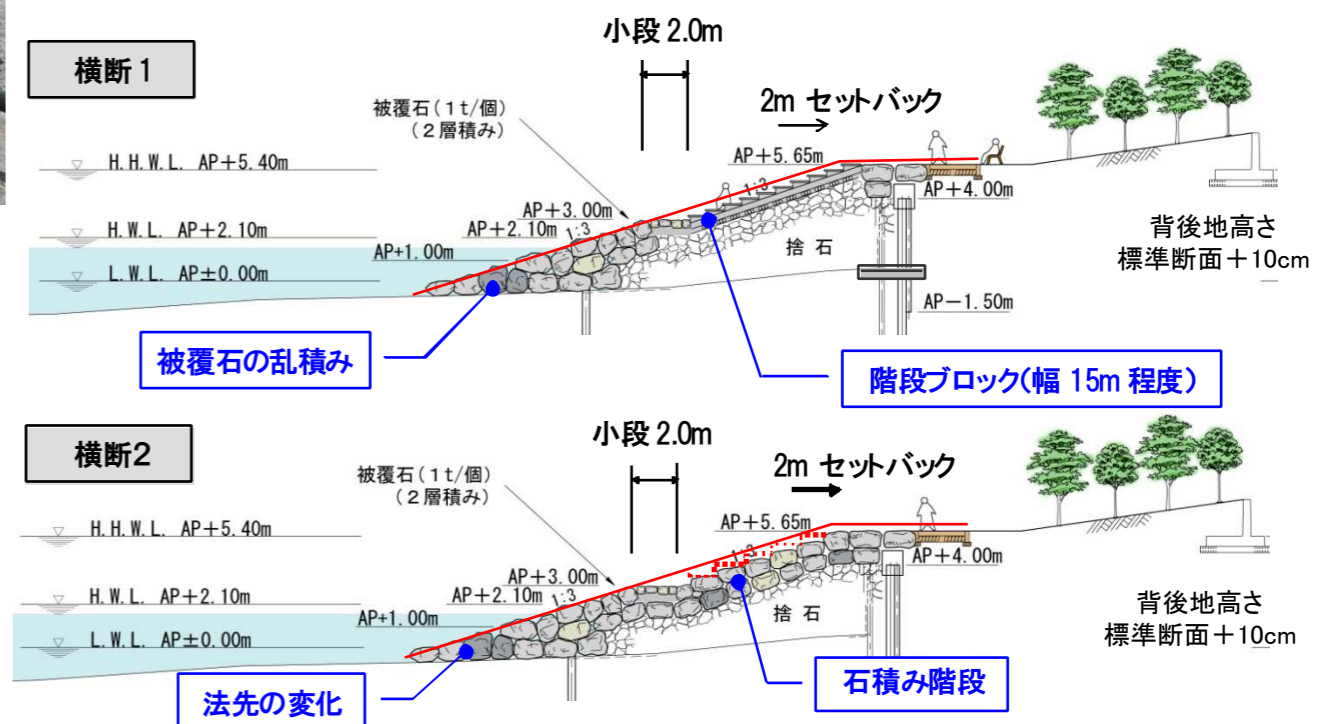 横断1
小段 2.0m
被覆石(1t/個)
(2層積み)
2m セットバック
H.H.W.L. AP+5.40m
AP+5.65m
1:3
AP+4.00m
AP+3.00m
H.W.L. AP+2.10m
AP+2.10m
1:3
AP+1.00m
L.W.L. AP±0.00m
捨石
背後地高さ
標準断面+10cm
AP-1.50m
被覆石の乱積み
階段ブロック(幅 15m 程度)
横断2
小段 2.0m
被覆石(1t/個)
(2層積み)
2m セットバック
H.H.W.L. AP+5.40m
AP+5.65m
1:3
AP+4.00m
AP+3.00m
H.W.L. AP+2.10m
AP+2.10m
1:3
AP+1.00m
L.W.L. AP±0.00m
捨石
背後地高さ
標準断面+10cm
法先の変化
石積み階段